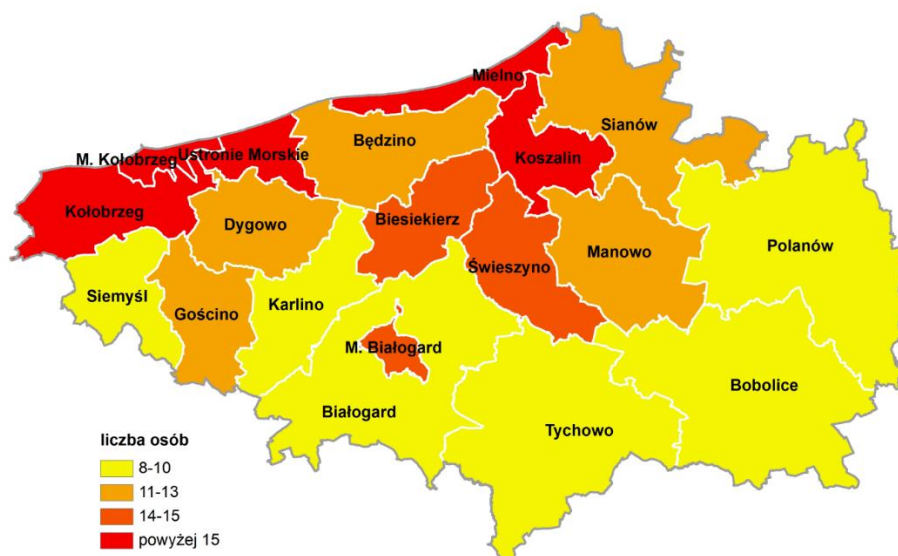 Mielno
Sianów
Będzino
M. Kołobrzeg
Ustronie Morskie
Koszalin
Kołobrzeg
Dygowo
Biesiekierz
Polanów
Manowo
Świeszyno
Siemyśl
Gościno
Karlino
M. Białogard
Białogard
Bobolice
Tychowo
liczba osób
8-10
11-13
14-15
powyżej 15